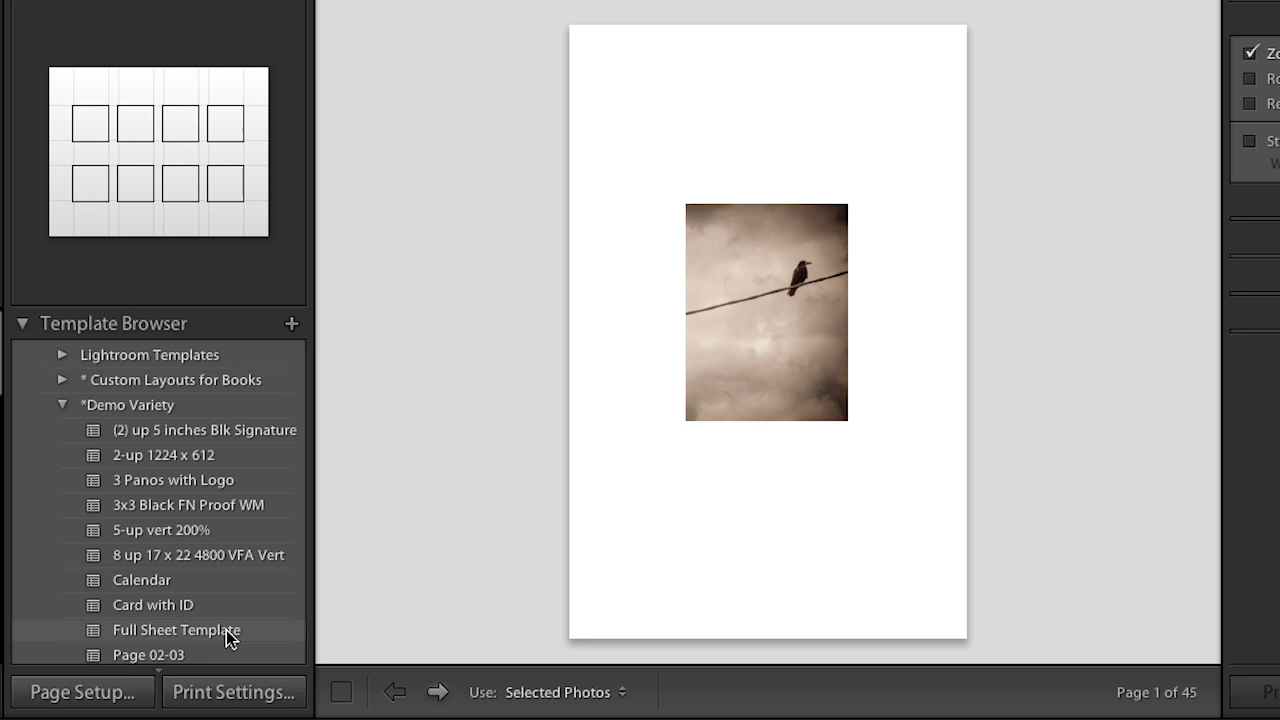 Template Browser +
Lightroom Templates
* Custom Layouts for Books
*Demo Variety
(2) up 5 inches Blk Signature
2-up 1224 x 612
3 Panos with Logo
3x3 Black FN Proof WM
5-up vert 200%
8 up 17 x 22 4800 VFA Vert
Calendar
Card with ID
Full Sheet Template
Page 02-03
Page Setup...
Print Settings...
Use: Selected Photos
Page 1 of 45